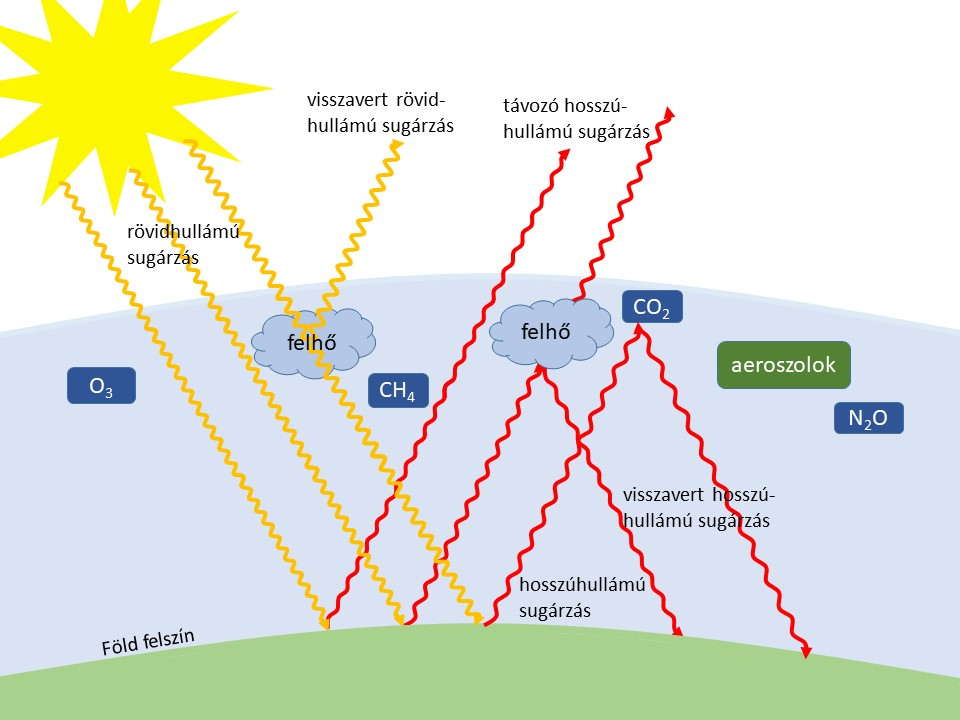 visszavert rövid-
hullámú sugárzás
távozó hosszú-
hullámú sugárzás
rövidhullámú
sugárzás
CO₂
felhő
felhő
aeroszolok
O₃
CH₄
N₂O
visszavert hosszú-
hullámú sugárzás
hosszúhullámú
sugárzás
Föld felszín